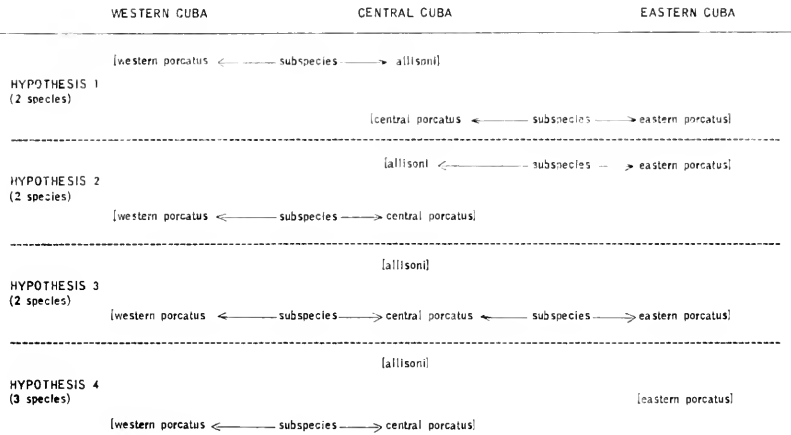 WESTERN CUBA CENTRAL CUBA EASTERN CUBA
[western porcatus <—— subspecies ——> allisoni]
HYPOTHESIS 1
(2 species)
[central porcatus <—— subspecies ——> eastern porcatus]
[allisoni <—— subspecies —> eastern porcatus]
HYPOTHESIS 2
(2 species)
[western porcatus <—— subspecies ——> central porcatus]
[allisoni]
HYPOTHESIS 3
(2 species)
[western porcatus <—— subspecies ——> central porcatus <—— subspecies ——> eastern porcatus]
[allisoni]
HYPOTHESIS 4
(3 species)
[eastern porcatus]
[western porcatus <—— subspecies ——> central porcatus]